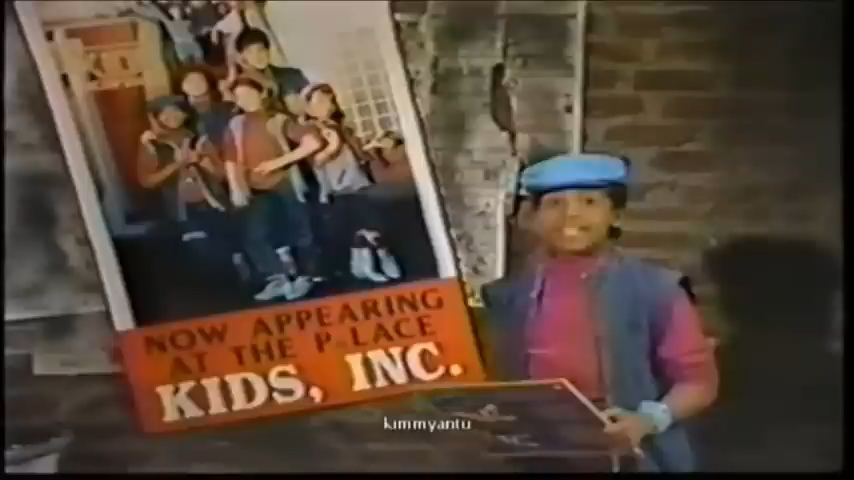 NOW APPEARING
AT THE P LACE
KIDS, INC.
kimmyantu